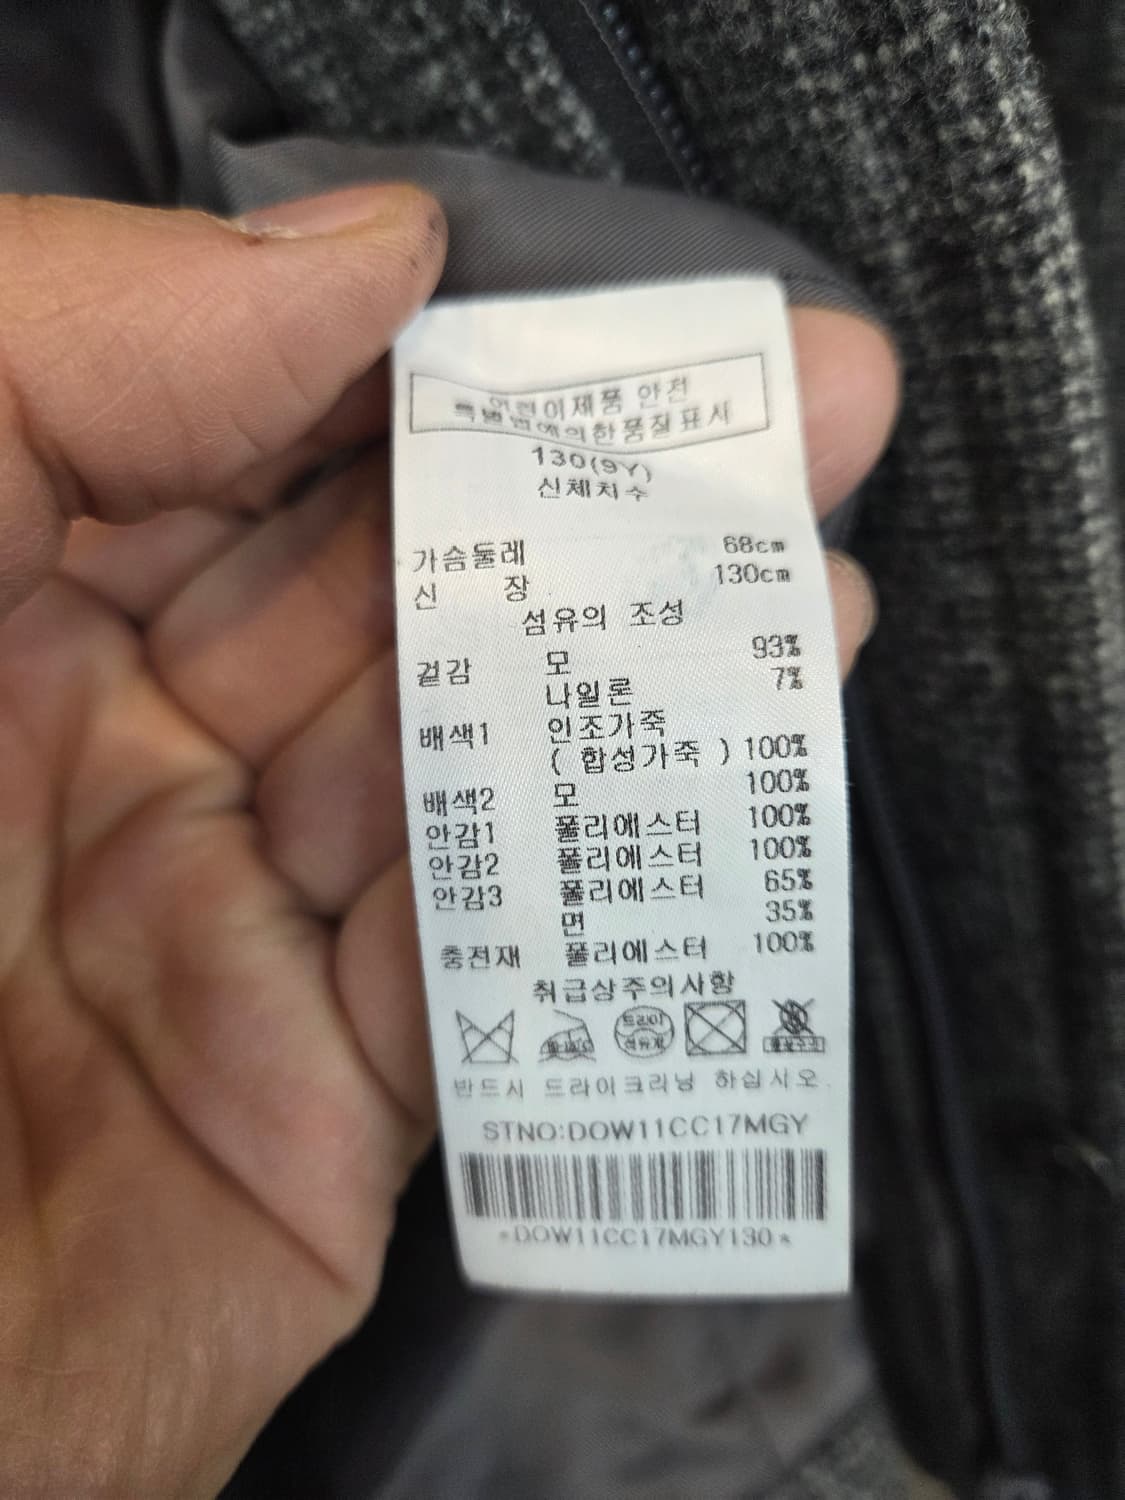 어린이제품 안전
특별법에의한품질표시
130(9Y)
신체치수
가슴둘레 68cm
신 장 130cm
섬유의 조성
겉감 모 93%
나일론 7%
배색1 인조가죽
( 합성가죽 ) 100%
배색2 모 100%
안감1 폴리에스터 100%
안감2 폴리에스터 100%
안감3 폴리에스터 65%
면 35%
충전재 폴리에스터 100%
취급상주의사항
드라이
석유계
반드시 드라이크리닝 하십시오.
STNO:DOW11CC17MGY
*DOW11CC17MGY130*